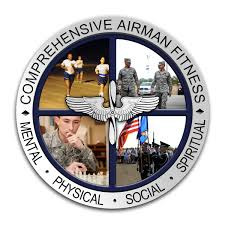 COMPREHENSIVE AIRMAN FITNESS
MENTAL • PHYSICAL • SOCIAL • SPIRITUAL